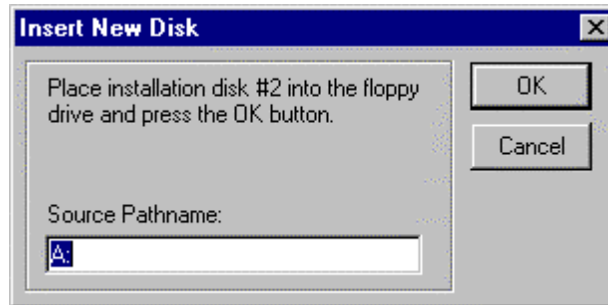 Insert New Disk
Place installation disk #2 into the floppy
drive and press the OK button.
OK
Cancel
Source Pathname:
A: